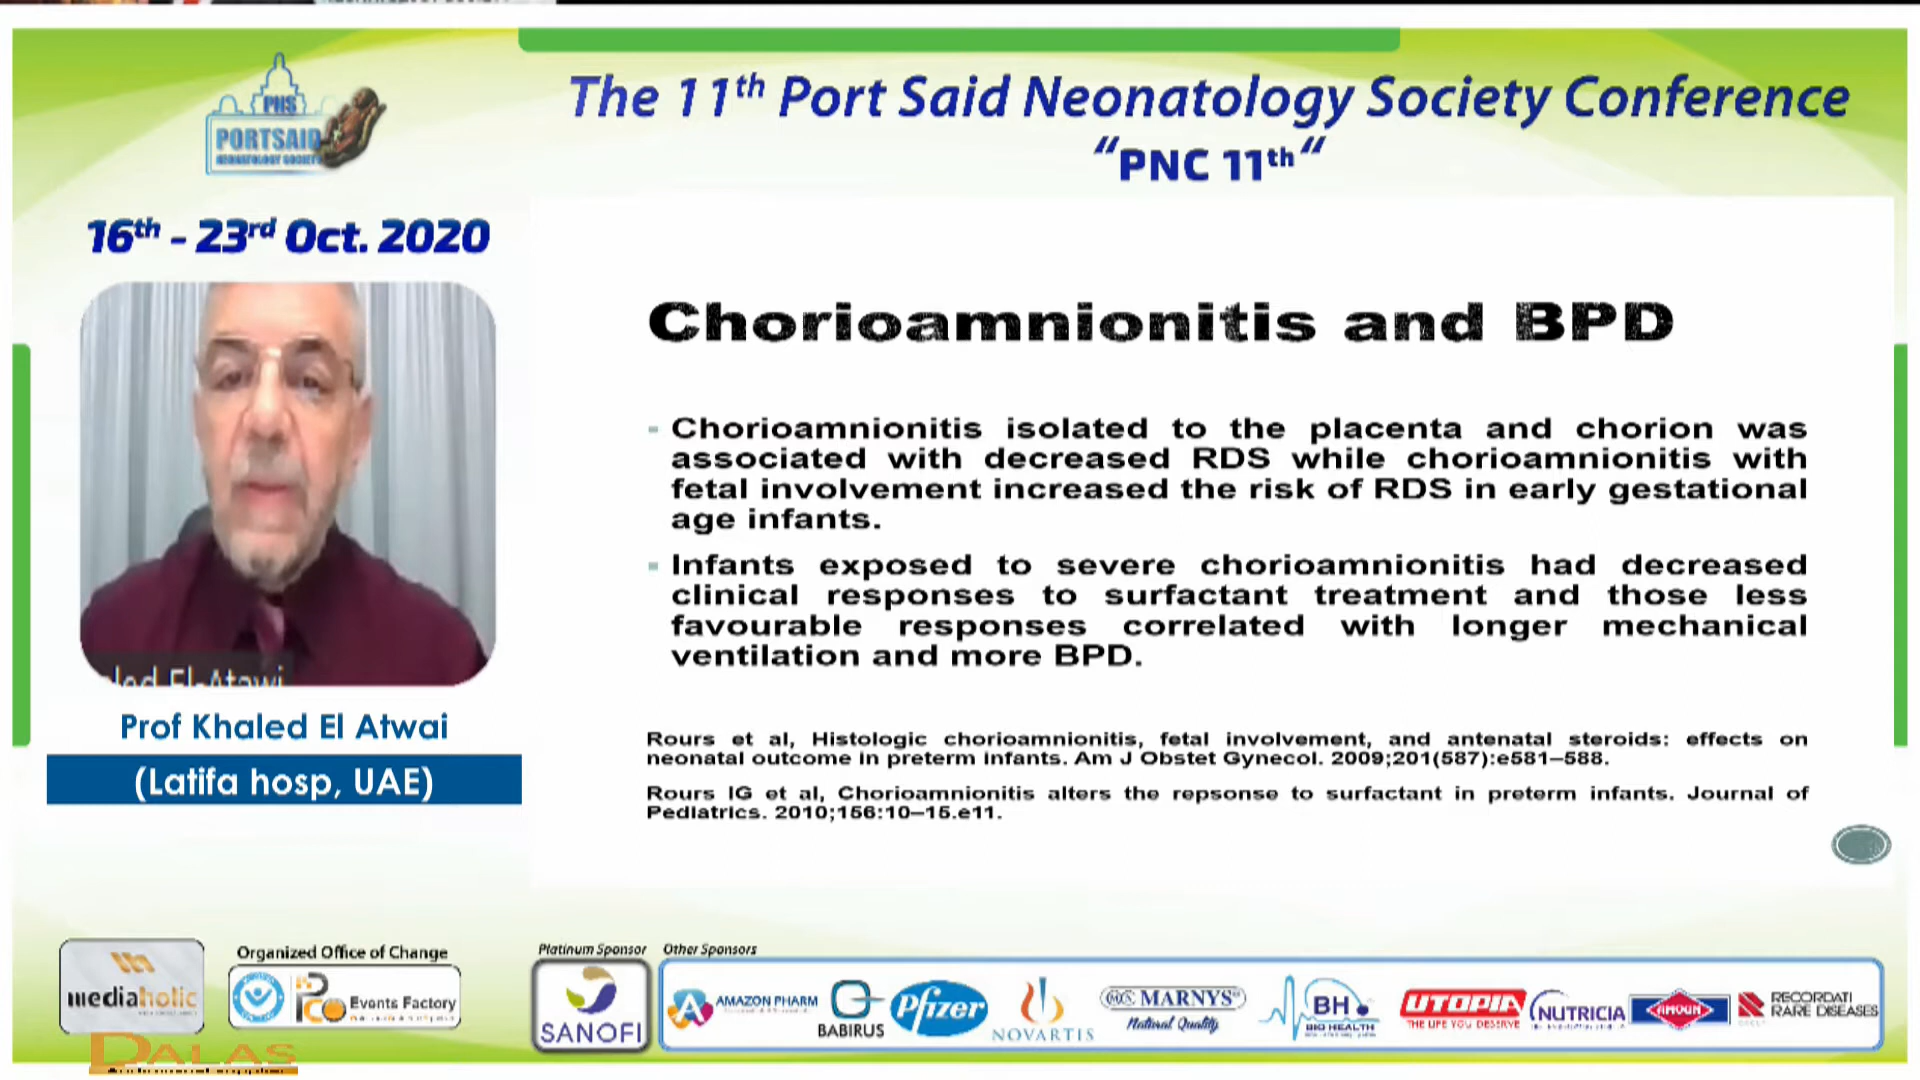 The 11th Port Said Neonatology Society Conference
"PNC 11th"
PNS
PORTSAID
NEONATOLOGY SOCIETY
16th - 23rd Oct. 2020
Chorioamnionitis and BPD
- Chorioamnionitis isolated to the placenta and chorion was
associated with decreased RDS while chorioamnionitis with
fetal involvement increased the risk of RDS in early gestational
age infants.
- Infants exposed to severe chorioamnionitis had decreased
clinical responses to surfactant treatment and those less
favourable responses correlated with longer mechanical
ventilation and more BPD.
Rours et al, Histologic chorioamnionitis, fetal involvement, and antenatal steroids: effects on
neonatal outcome in preterm infants. Am J Obstet Gynecol. 2009;201(587):e581–588.
Rours IG et al, Chorioamnionitis alters the repsonse to surfactant in preterm infants. Journal of
Pediatrics. 2010;156:10–15.e11.
El-Atawi
Prof Khaled El Atwai
(Latifa hosp, UAE)
mediaholic
Organized Office of Change
Events Factory
Platinum Sponsor
SANOFI
Other Sponsors
AMAZON PHARM
BABIRUS
Pfizer
NOVARTIS
MARNYS
Natural Quality
BH
BIO HEALTH
UTOPIA
THE LIFE YOU DESERVE
NUTRICIA
AMOUN
RECORDATI
RARE DISEASES
DALAS